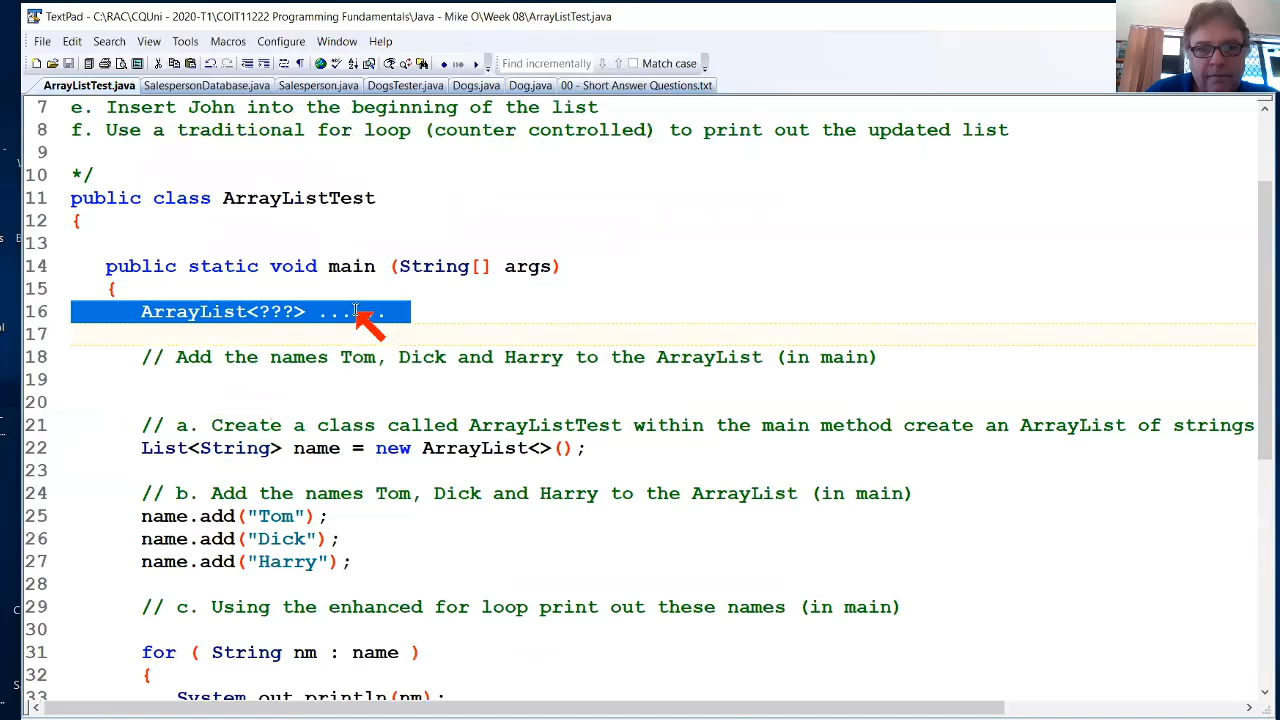 TextPad - C:\RAC\CQUni - 2020-T1\COIT11222 Programming Fundamentals\Java - Mike O\Week 08\ArrayListTest.java
File Edit Search View Tools Macros Configure Window Help
Find incrementally Match case
ArrayListTest.java SalespersonDatabase.java Salesperson.java DogsTester.java Dogs.java Dog.java 00 - Short Answer Questions.txt
7 e. Insert John into the beginning of the list
8 f. Use a traditional for loop (counter controlled) to print out the updated list
9
10 */
11 public class ArrayListTest
12 {
13
14 public static void main (String[] args)
15 {
16 ArrayList<???> ......
17
18 // Add the names Tom, Dick and Harry to the ArrayList (in main)
19
20
21 // a. Create a class called ArrayListTest within the main method create an ArrayList of strings
22 List<String> name = new ArrayList<>();
23
24 // b. Add the names Tom, Dick and Harry to the ArrayList (in main)
25 name.add("Tom");
26 name.add("Dick");
27 name.add("Harry");
28
29 // c. Using the enhanced for loop print out these names (in main)
30
31 for ( String nm : name )
32 {
33 System.out.println(nm);